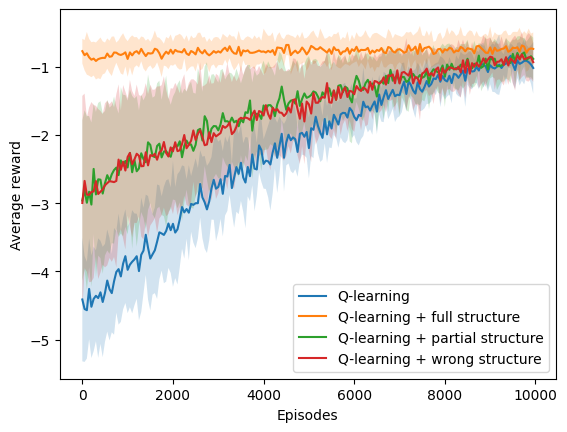 −1
−2
−3
−4
−5
Average reward
0
2000
4000
6000
8000
10000
Episodes
Q-learning
Q-learning + full structure
Q-learning + partial structure
Q-learning + wrong structure